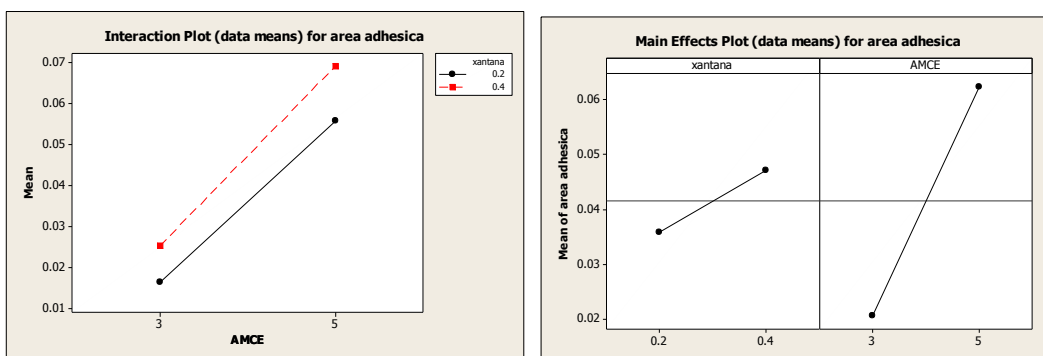 Interaction Plot (data means) for area adhesica
xantana
0.2
0.4
0.07
0.06
0.05
0.04
0.03
0.02
0.01
Mean
3
5
AMCE
Main Effects Plot (data means) for area adhesica
xantana
AMCE
0.06
0.05
0.04
0.03
0.02
Mean of area adhesica
0.2
0.4
3
5